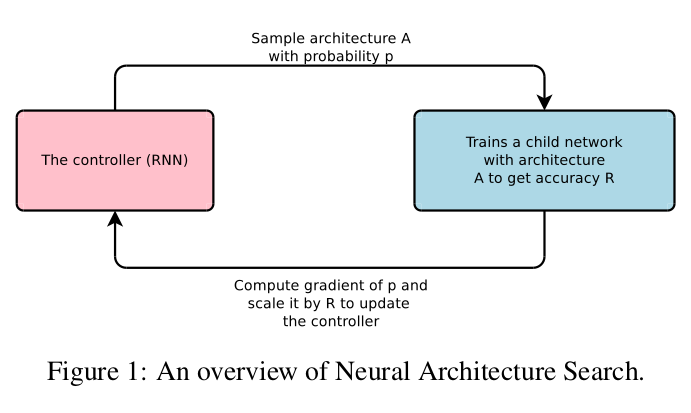 Sample architecture A
with probability p
The controller (RNN)
Trains a child network
with architecture
A to get accuracy R
Compute gradient of p and
scale it by R to update
the controller
Figure 1: An overview of Neural Architecture Search.